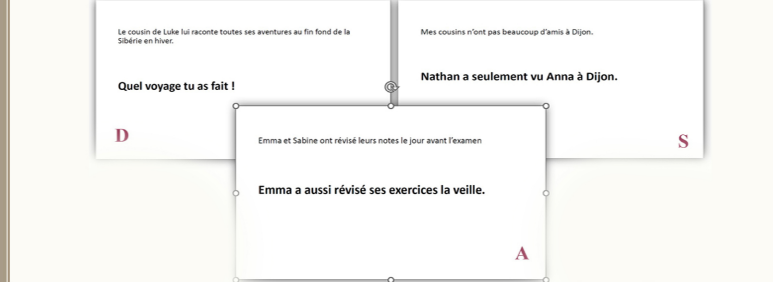 Le cousin de Luke lui raconte toutes ses aventures au fin fond de la
Sibérie en hiver.
Quel voyage tu as fait !
D
Mes cousins n'ont pas beaucoup d'amis à Dijon.
Nathan a seulement vu Anna à Dijon.
S
Emma et Sabine ont révisé leurs notes le jour avant l'examen
Emma a aussi révisé ses exercices la veille.
A